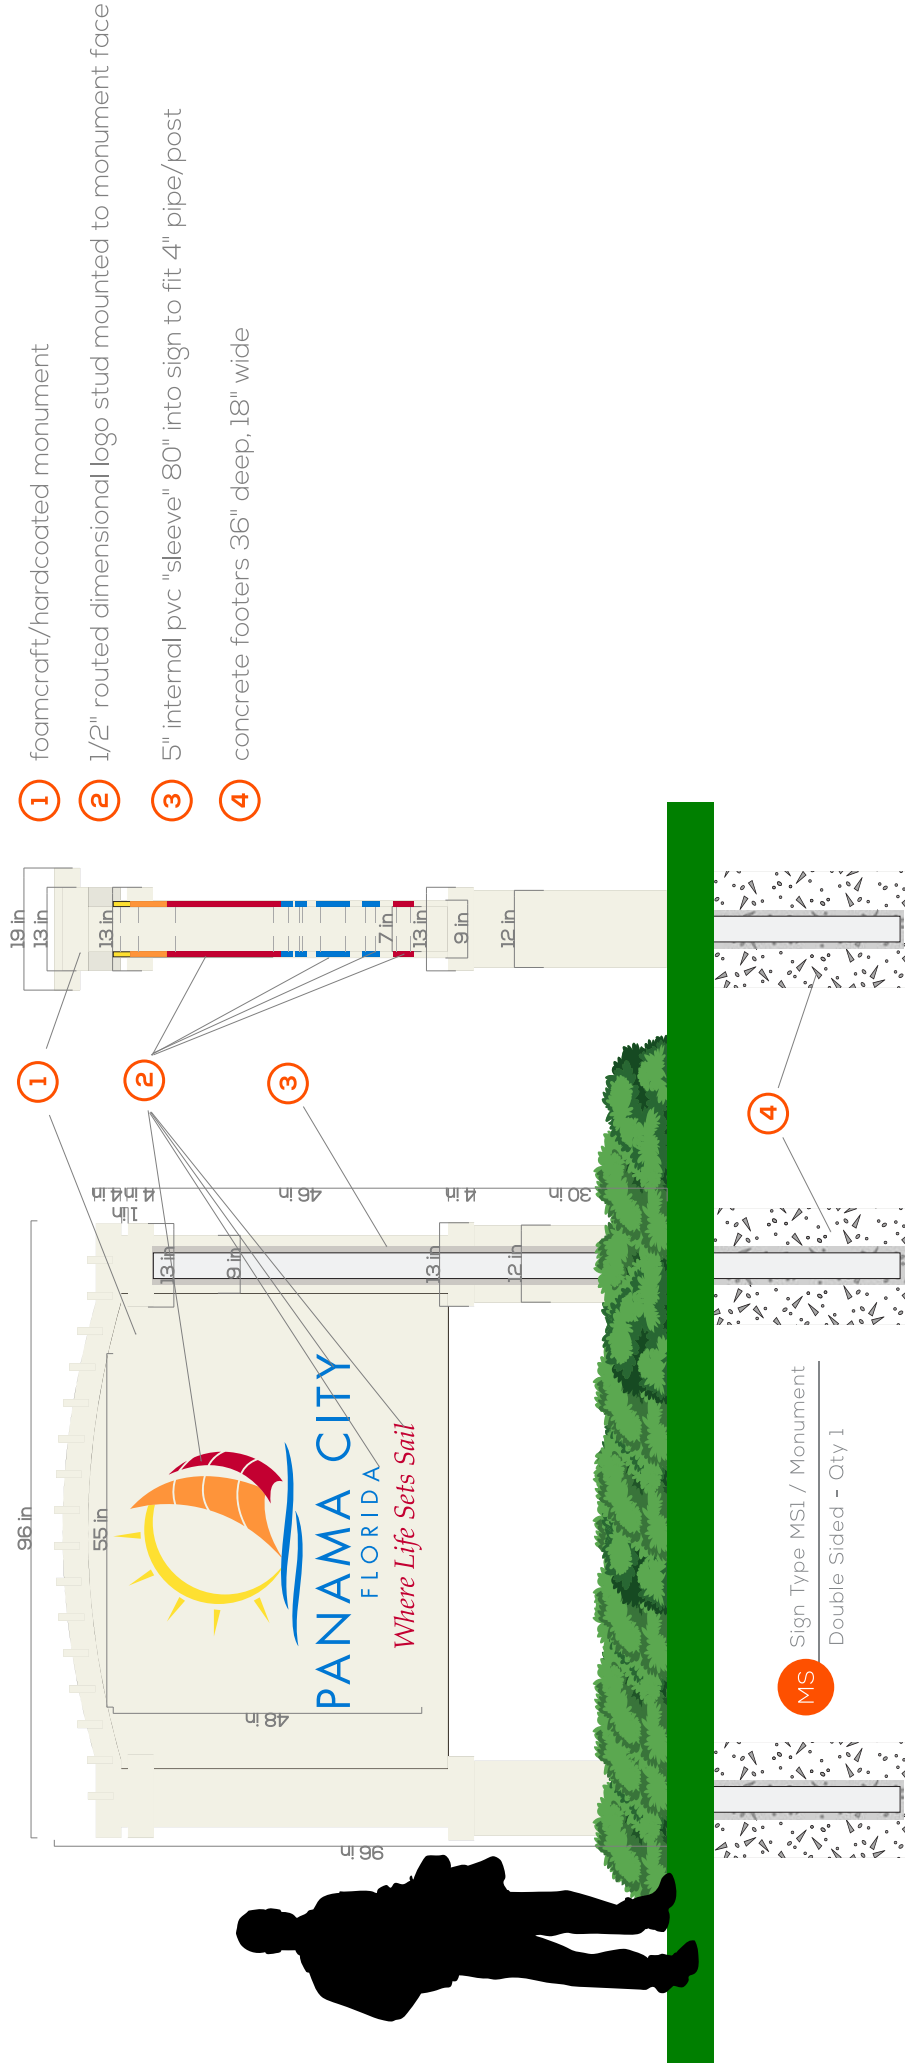 1 foamcraft/hardcoated monument
2 1/2" routed dimensional logo stud mounted to monument face
3 5" internal pvc "sleeve" 80" into sign to fit 4" pipe/post
4 concrete footers 36" deep, 18" wide
96 in
55 in
1
19 in
13 in
13 in
2
3
4 in
4 in
4 in
1 in
46 in
4 in
30 in
13 in
9 in
13 in
12 in
7 in
13 in
9 in
12 in
48 in
96 in
PANAMA CITY
FLORIDA
Where Life Sets Sail
4
MS
Sign Type MS1 / Monument
Double Sided - Qty 1